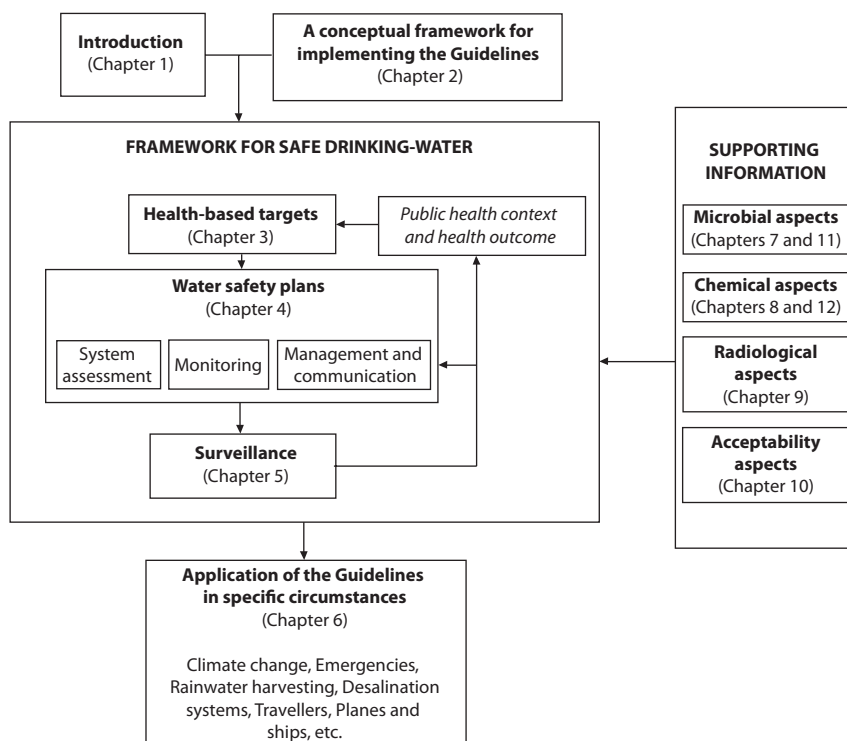 Introduction
(Chapter 1)
A conceptual framework for
implementing the Guidelines
(Chapter 2)
FRAMEWORK FOR SAFE DRINKING-WATER
Health-based targets
(Chapter 3)
Public health context
and health outcome
Water safety plans
(Chapter 4)
System
assessment
Monitoring
Management and
communication
Surveillance
(Chapter 5)
SUPPORTING
INFORMATION
Microbial aspects
(Chapters 7 and 11)
Chemical aspects
(Chapters 8 and 12)
Radiological
aspects
(Chapter 9)
Acceptability
aspects
(Chapter 10)
Application of the Guidelines
in specific circumstances
(Chapter 6)
Climate change, Emergencies,
Rainwater harvesting, Desalination
systems, Travellers, Planes and
ships, etc.